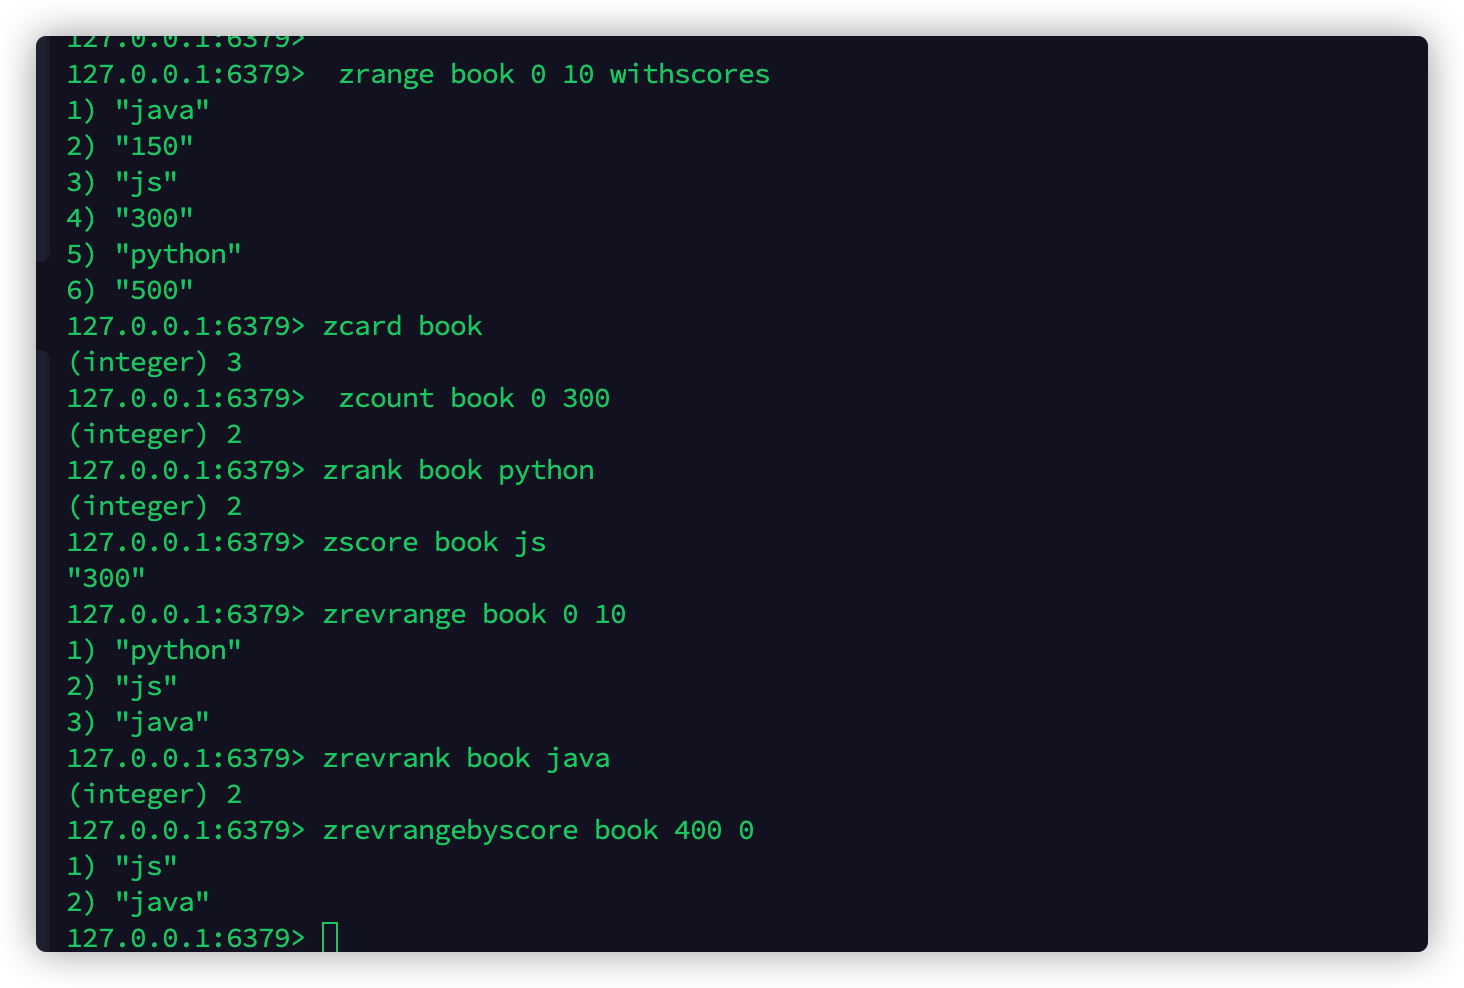 127.0.0.1:6379>
127.0.0.1:6379>  zrange book 0 10 withscores
1) "java"
2) "150"
3) "js"
4) "300"
5) "python"
6) "500"
127.0.0.1:6379> zcard book
(integer) 3
127.0.0.1:6379>  zcount book 0 300
(integer) 2
127.0.0.1:6379> zrank book python
(integer) 2
127.0.0.1:6379> zscore book js
"300"
127.0.0.1:6379> zrevrange book 0 10
1) "python"
2) "js"
3) "java"
127.0.0.1:6379> zrevrank book java
(integer) 2
127.0.0.1:6379> zrevrangebyscore book 400 0
1) "js"
2) "java"
127.0.0.1:6379>